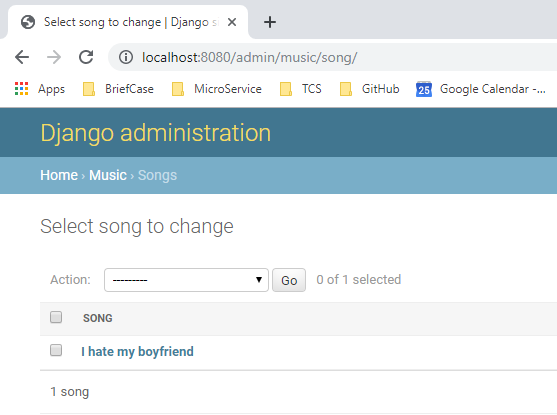 Select song to change | Django s
localhost:8080/admin/music/song/
Apps BriefCase MicroService TCS GitHub 25 Google Calendar -...
Django administration
Home › Music › Songs
Select song to change
Action: --------- Go 0 of 1 selected
SONG
I hate my boyfriend
1 song